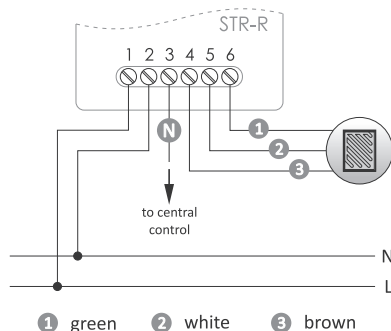 STR-R
1 2 3 4 5 6
N
1
2
3
to central
control
N
L
1 green 2 white 3 brown